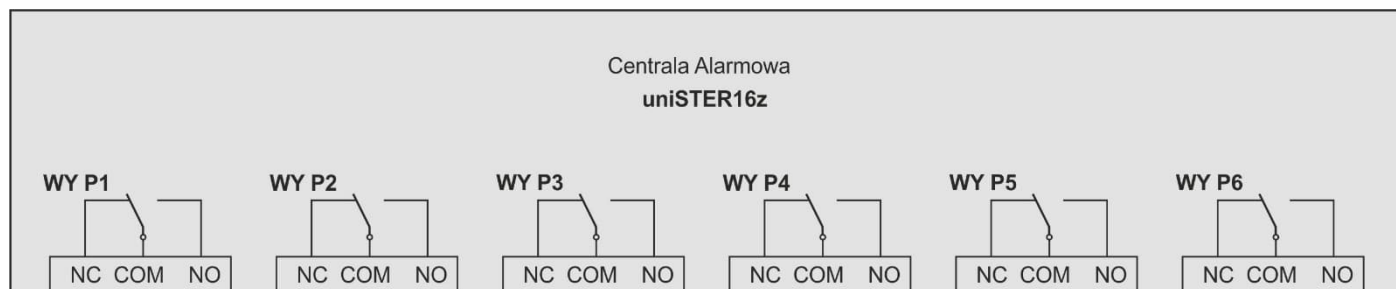 Centrala Alarmowa
uniSTER16z
WY P1 WY P2 WY P3 WY P4 WY P5 WY P6
NC COM NO NC COM NO NC COM NO NC COM NO NC COM NO NC COM NO